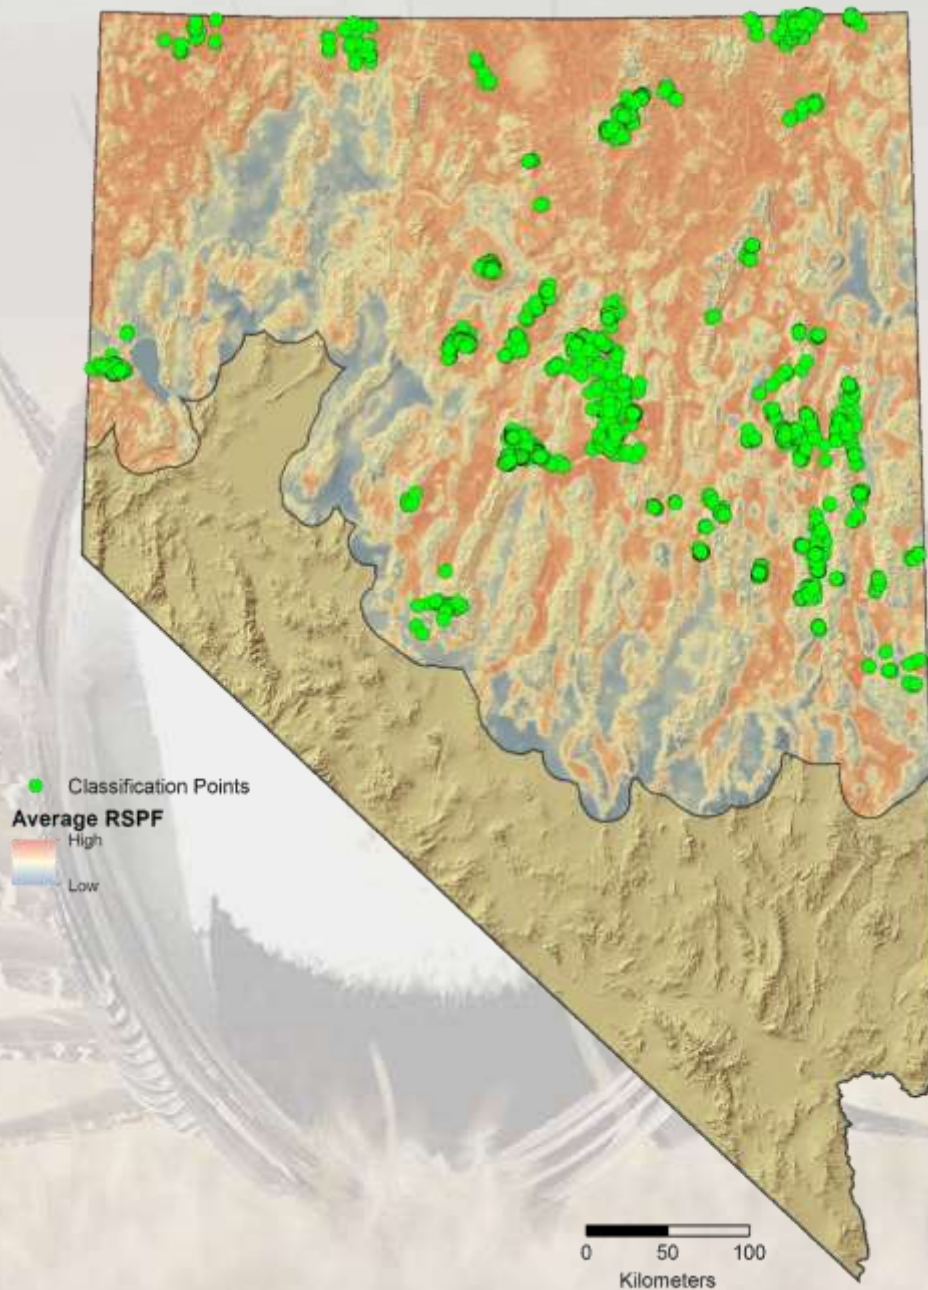 Classification Points
Average RSPF
High
Low
0 50 100
Kilometers